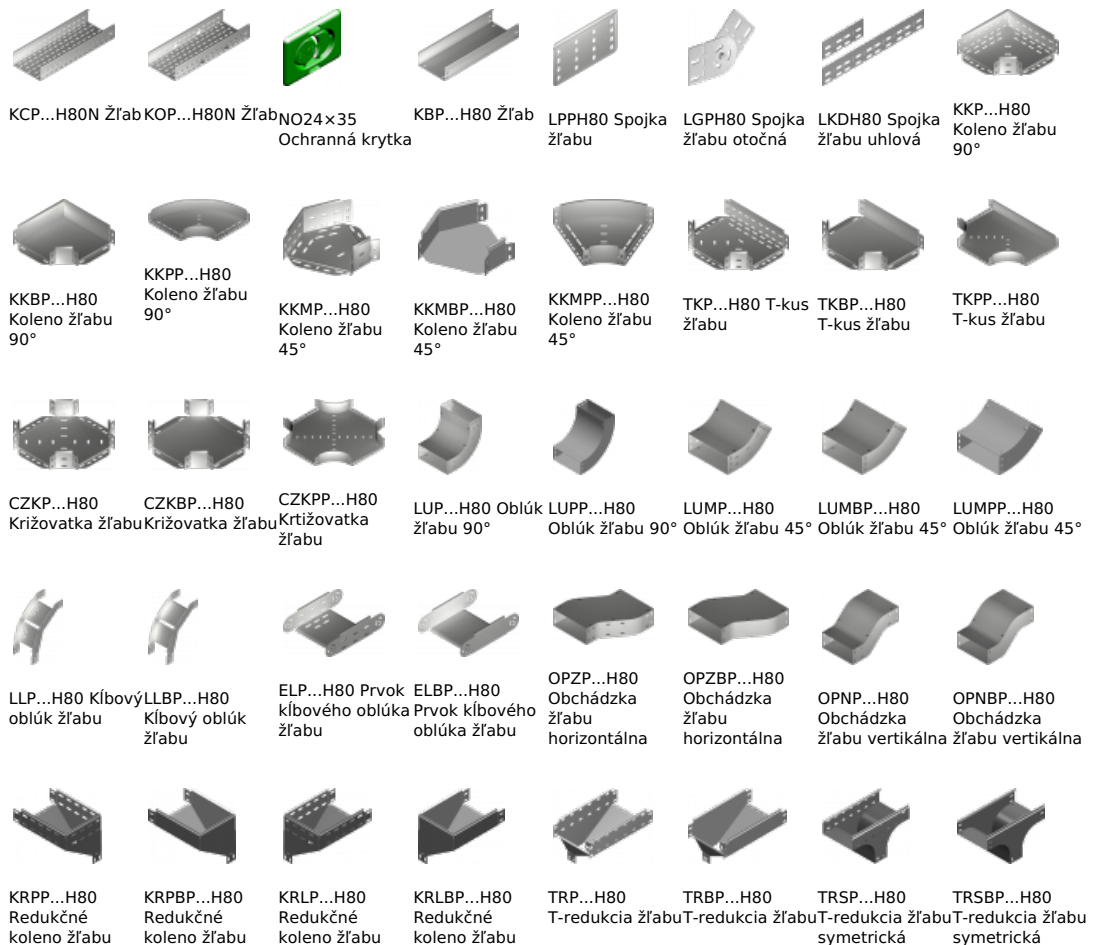 KCP...H80N Žľab
KOP...H80N Žľab
NO24×35
Ochranná krytka
KBP...H80 Žľab
LPPH80 Spojka
žľabu
LGPH80 Spojka
žľabu otočná
LKDH80 Spojka
žľabu uhlová
KKP...H80
Koleno žľabu
90°
KKBP...H80
Koleno žľabu
90°
KKPP...H80
Koleno žľabu
90°
KKMP...H80
Koleno žľabu
45°
KKMBP...H80
Koleno žľabu
45°
KKMPP...H80
Koleno žľabu
45°
TKP...H80 T-kus
žľabu
TKBP...H80
T-kus žľabu
TKPP...H80
T-kus žľabu
CZKP...H80
Križovatka žľabu
CZKBP...H80
Križovatka žľabu
CZKPP...H80
Krtižovatka
žľabu
LUP...H80 Oblúk
žľabu 90°
LUPP...H80
Oblúk žľabu 90°
LUMP...H80
Oblúk žľabu 45°
LUMBP...H80
Oblúk žľabu 45°
LUMPP...H80
Oblúk žľabu 45°
LLP...H80 Kĺbový
oblúk žľabu
LLBP...H80
Kĺbový oblúk
žľabu
ELP...H80 Prvok
kĺbového oblúka
žľabu
ELBP...H80
Prvok kĺbového
oblúka žľabu
OPZP...H80
Obchádzka
žľabu
horizontálna
OPZBP...H80
Obchádzka
žľabu
horizontálna
OPNP...H80
Obchádzka
žľabu vertikálna
OPNBP...H80
Obchádzka
žľabu vertikálna
KRPP...H80
Redukčné
koleno žľabu
KRPBP...H80
Redukčné
koleno žľabu
KRLP...H80
Redukčné
koleno žľabu
KRLBP...H80
Redukčné
koleno žľabu
TRP...H80
T-redukcia žľabu
TRBP...H80
T-redukcia žľabu
TRSP...H80
T-redukcia žľabu
symetrická
TRSBP...H80
T-redukcia žľabu
symetrická